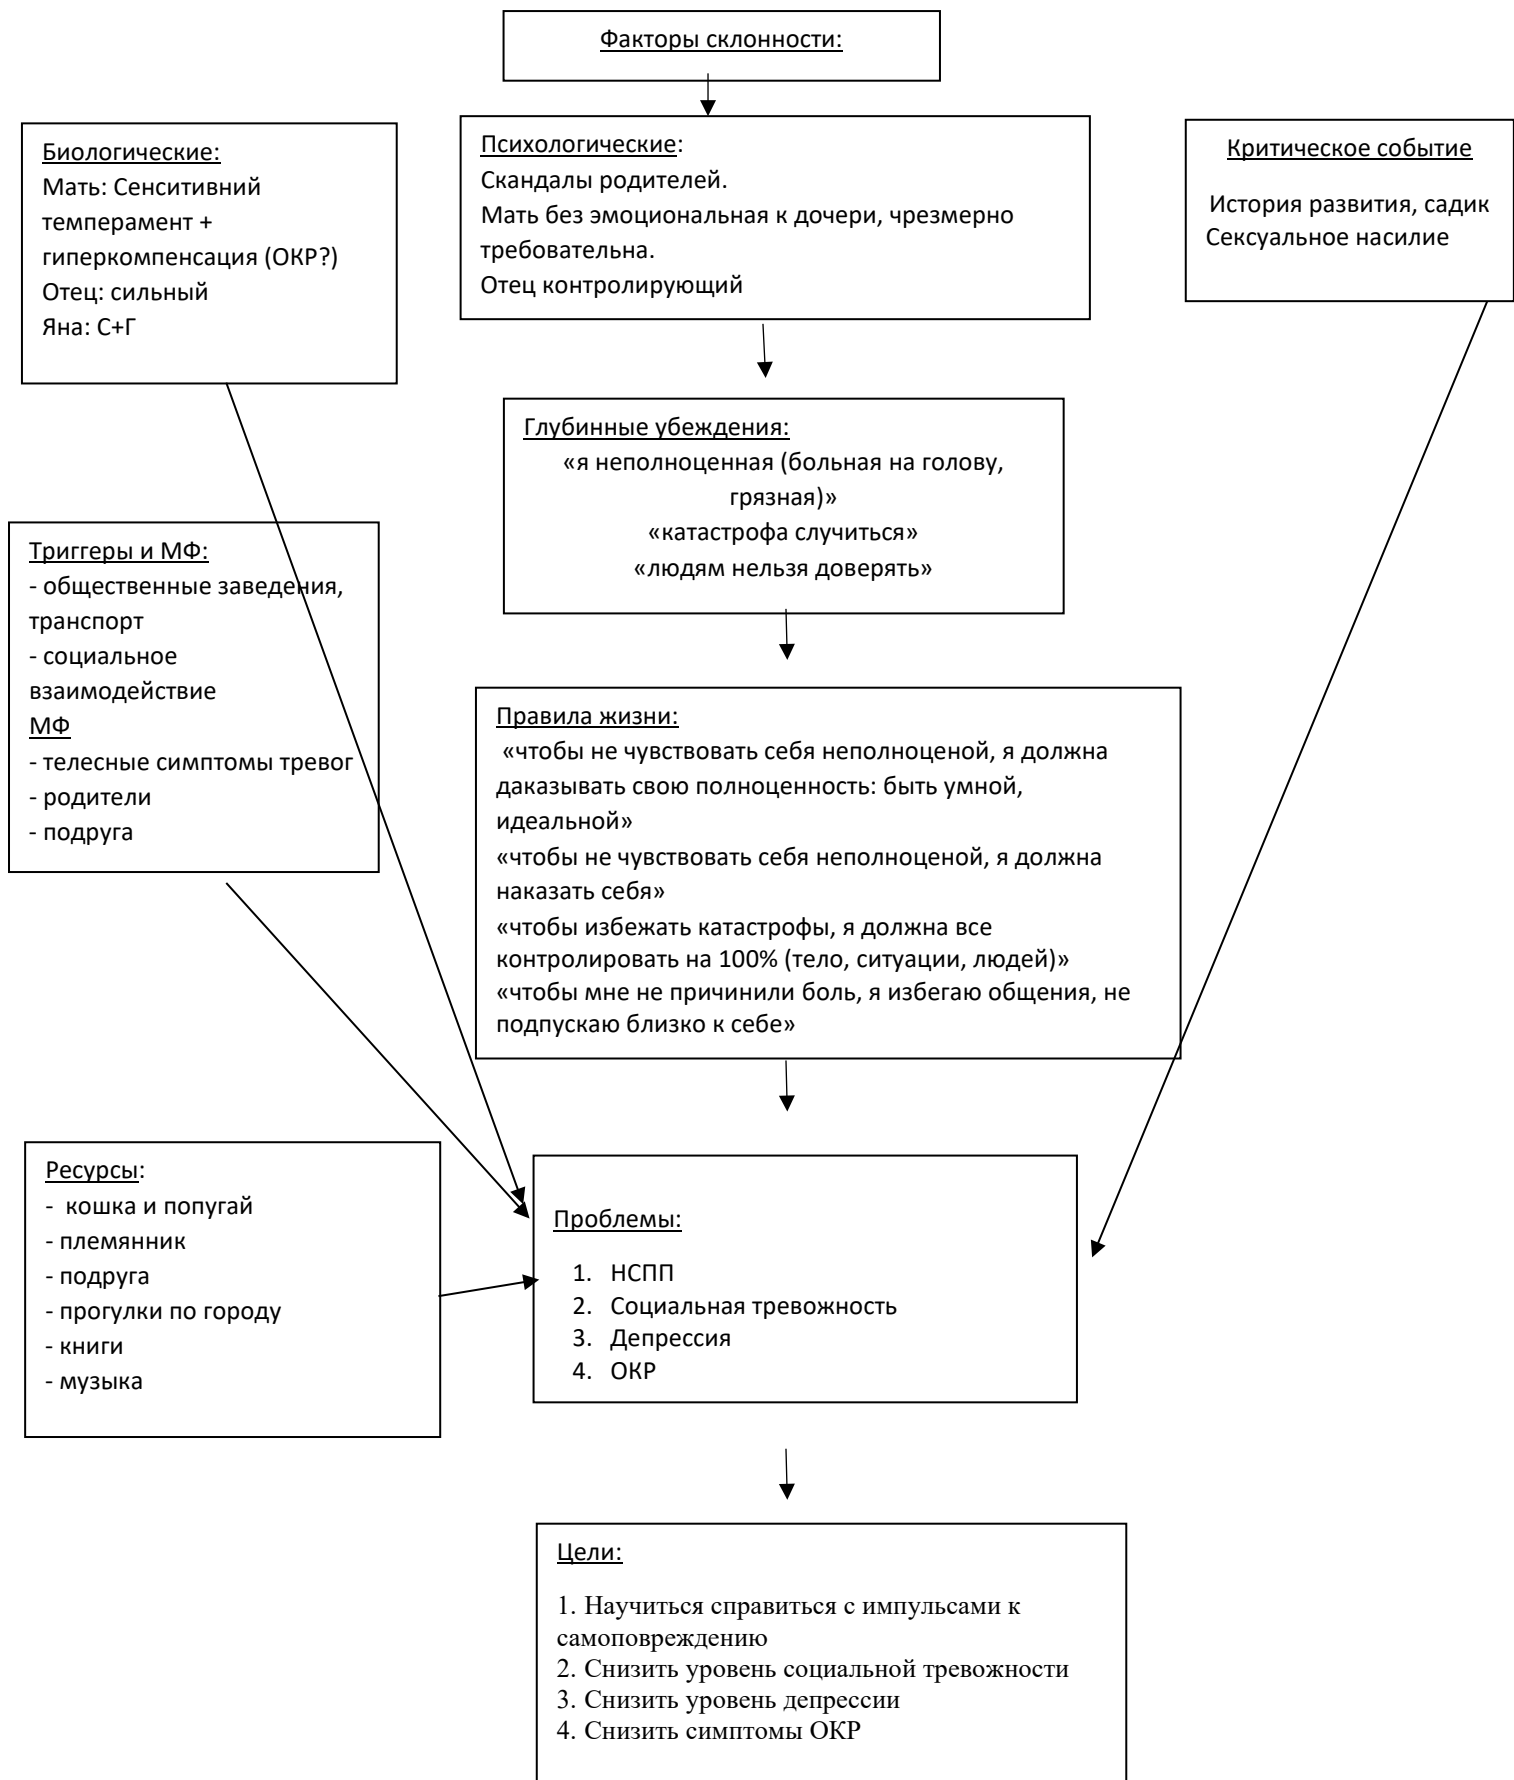 Факторы склонности:
Биологические:
Мать: Сенситивний
темперамент +
гиперкомпенсация (ОКР?)
Отец: сильный
Яна: С+Г
Психологические:
Скандалы родителей.
Мать без эмоциональная к дочери, чрезмерно
требовательна.
Отец контролирующий
Критическое событие
История развития, садик
Сексуальное насилие
Глубинные убеждения:
«я неполноценная (больная на голову,
грязная)»
«катастрофа случиться»
«людям нельзя доверять»
Триггеры и МФ:
- общественные заведения,
транспорт
- социальное
взаимодействие
МФ
- телесные симптомы тревог
- родители
- подруга
Правила жизни:
«чтобы не чувствовать себя неполноценой, я должна
даказывать свою полноценность: быть умной,
идеальной»
«чтобы не чувствовать себя неполноценой, я должна
наказать себя»
«чтобы избежать катастрофы, я должна все
контролировать на 100% (тело, ситуации, людей)»
«чтобы мне не причинили боль, я избегаю общения, не
подпускаю близко к себе»
Ресурсы:
- кошка и попугай
- племянник
- подруга
- прогулки по городу
- книги
- музыка
Проблемы:
1. НСПП
2. Социальная тревожность
3. Депрессия
4. ОКР
Цели:
1. Научиться справиться с импульсами к
самоповреждению
2. Снизить уровень социальной тревожности
3. Снизить уровень депрессии
4. Снизить симптомы ОКР